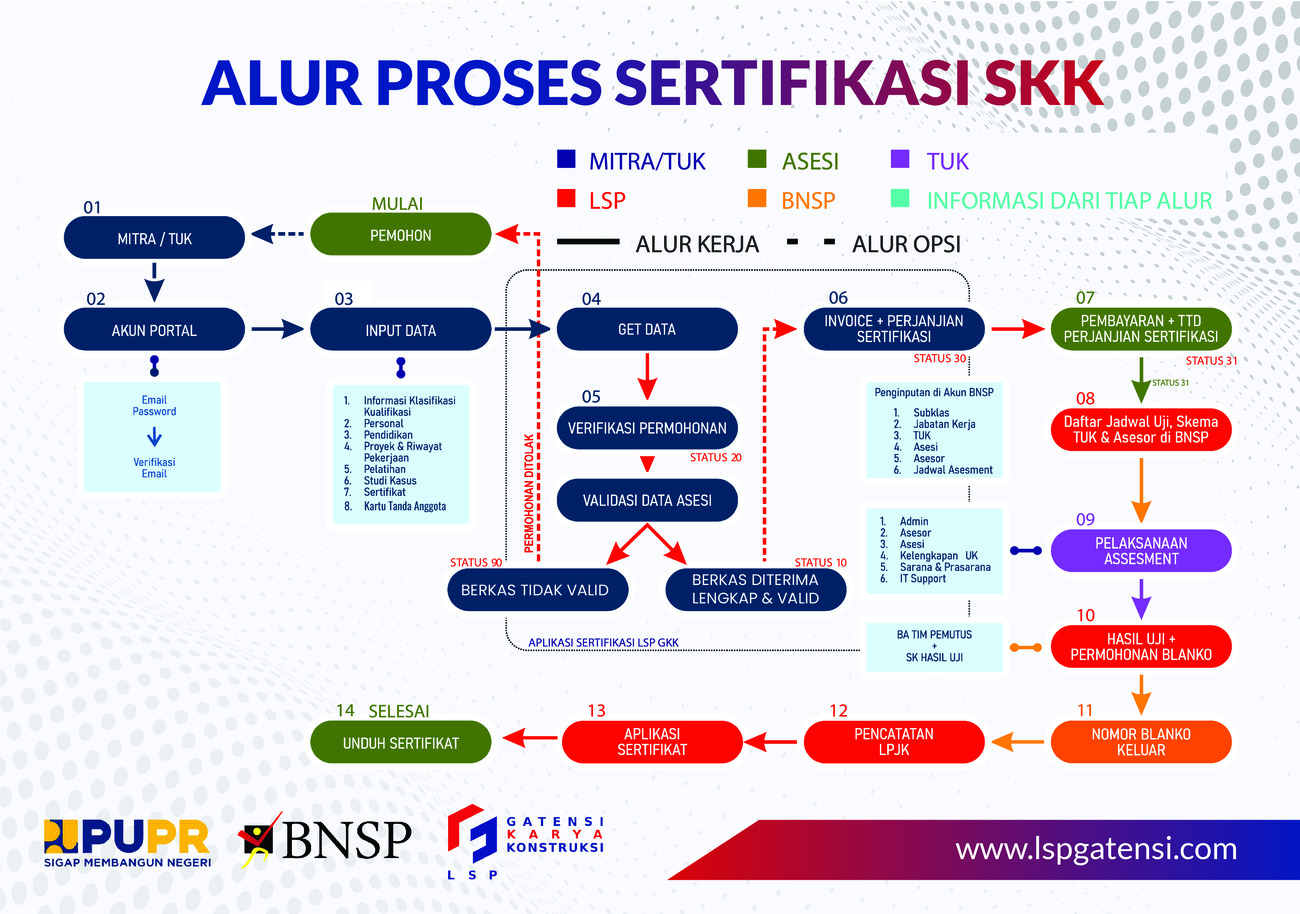 ALUR PROSES SERTIFIKASI SKK
MITRA/TUK
ASESI
TUK
LSP
BNSP
INFORMASI DARI TIAP ALUR
ALUR KERJA
ALUR OPSI
01
MITRA / TUK
MULAI
PEMOHON
02
AKUN PORTAL
Email
Password
Verifikasi
Email
03
INPUT DATA
1. Informasi Klasifikasi
Kualifikasi
2. Personal
3. Pendidikan
4. Proyek & Riwayat
Pekerjaan
5. Pelatihan
6. Studi Kasus
7. Sertifikat
8. Kartu Tanda Anggota
04
GET DATA
05
VERIFIKASI PERMOHONAN
STATUS 20
VALIDASI DATA ASESI
PERMOHONAN DITOLAK
STATUS 90
BERKAS TIDAK VALID
STATUS 10
BERKAS DITERIMA
LENGKAP & VALID
APLIKASI SERTIFIKASI LSP GKK
06
INVOICE + PERJANJIAN
SERTIFIKASI
STATUS 30
Penginputan di Akun BNSP
1. Subklas
2. Jabatan Kerja
3. TUK
4. Asesi
5. Asesor
6. Jadwal Asesment
07
PEMBAYARAN + TTD
PERJANJIAN SERTIFIKASI
STATUS 31
STATUS 31
08
Daftar Jadwal Uji, Skema
TUK & Asesor di BNSP
09
PELAKSANAAN
ASSESMENT
1. Admin
2. Asesor
3. Asesi
4. Kelengkapan UK
5. Sarana & Prasarana
6. IT Support
10
HASIL UJI +
PERMOHONAN BLANKO
BA TIM PEMUTUS
+
SK HASIL UJI
11
NOMOR BLANKO
KELUAR
12
PENCATATAN
LPJK
13
APLIKASI
SERTIFIKAT
14 SELESAI
UNDUH SERTIFIKAT
PUPR
SIGAP MEMBANGUN NEGERI
BNSP
GATENSI
KARYA
KONSTRUKSI
LSP
www.lspgatensi.com